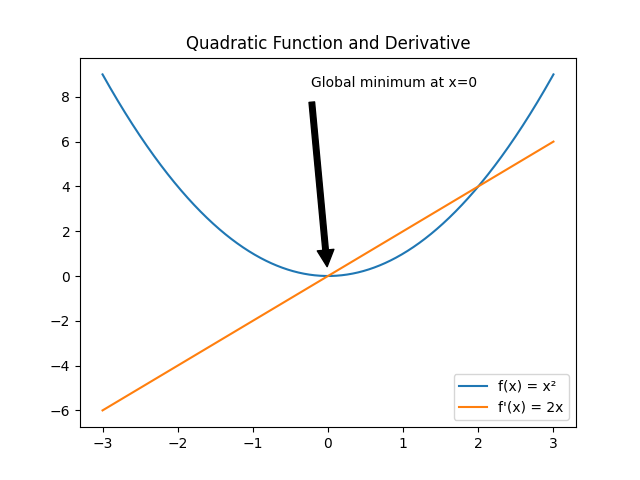 Quadratic Function and Derivative
Global minimum at x=0
8
6
4
2
0
−2
−4
−6
f(x) = x²
f'(x) = 2x
−3 −2 −1 0 1 2 3